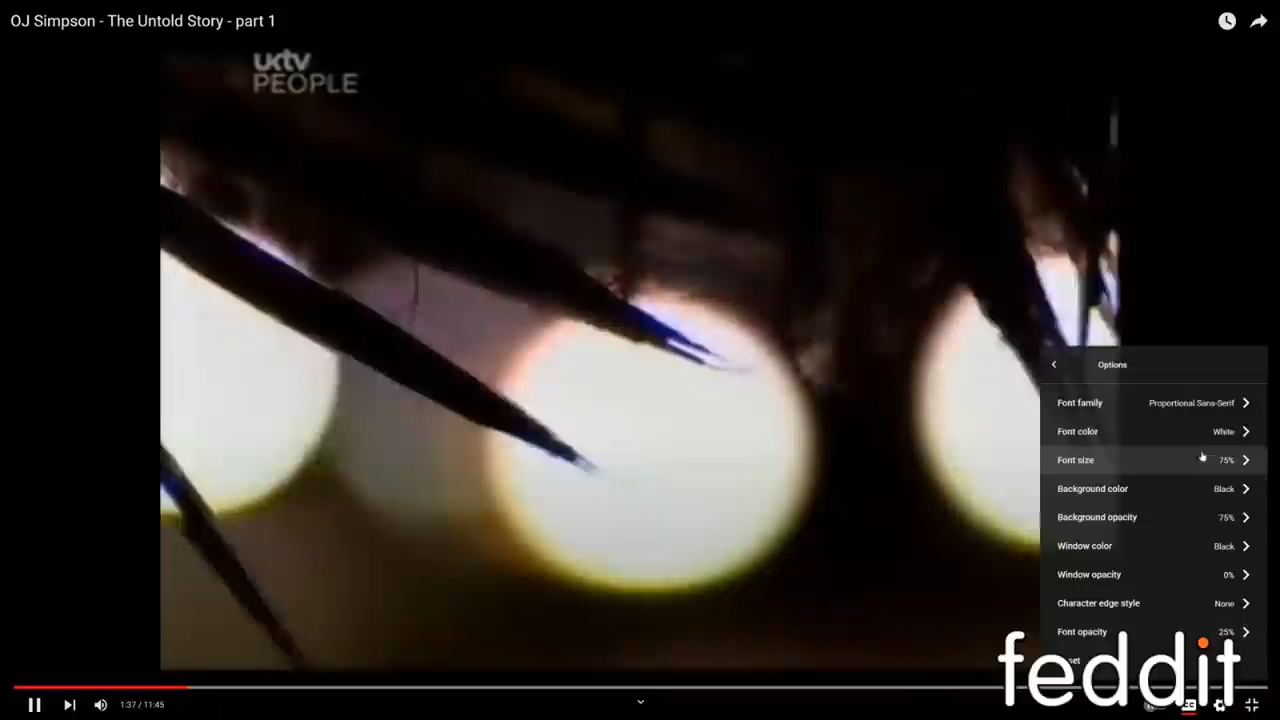 OJ Simpson - The Untold Story - part 1
uktv
PEOPLE
Options
Font family Proportional Sans-Serif
Font color White
Font size 75%
Background color Black
Background opacity 75%
Window color Black
Window opacity 0%
Character edge style None
Font opacity 25%
feddit
1:37 / 11:45